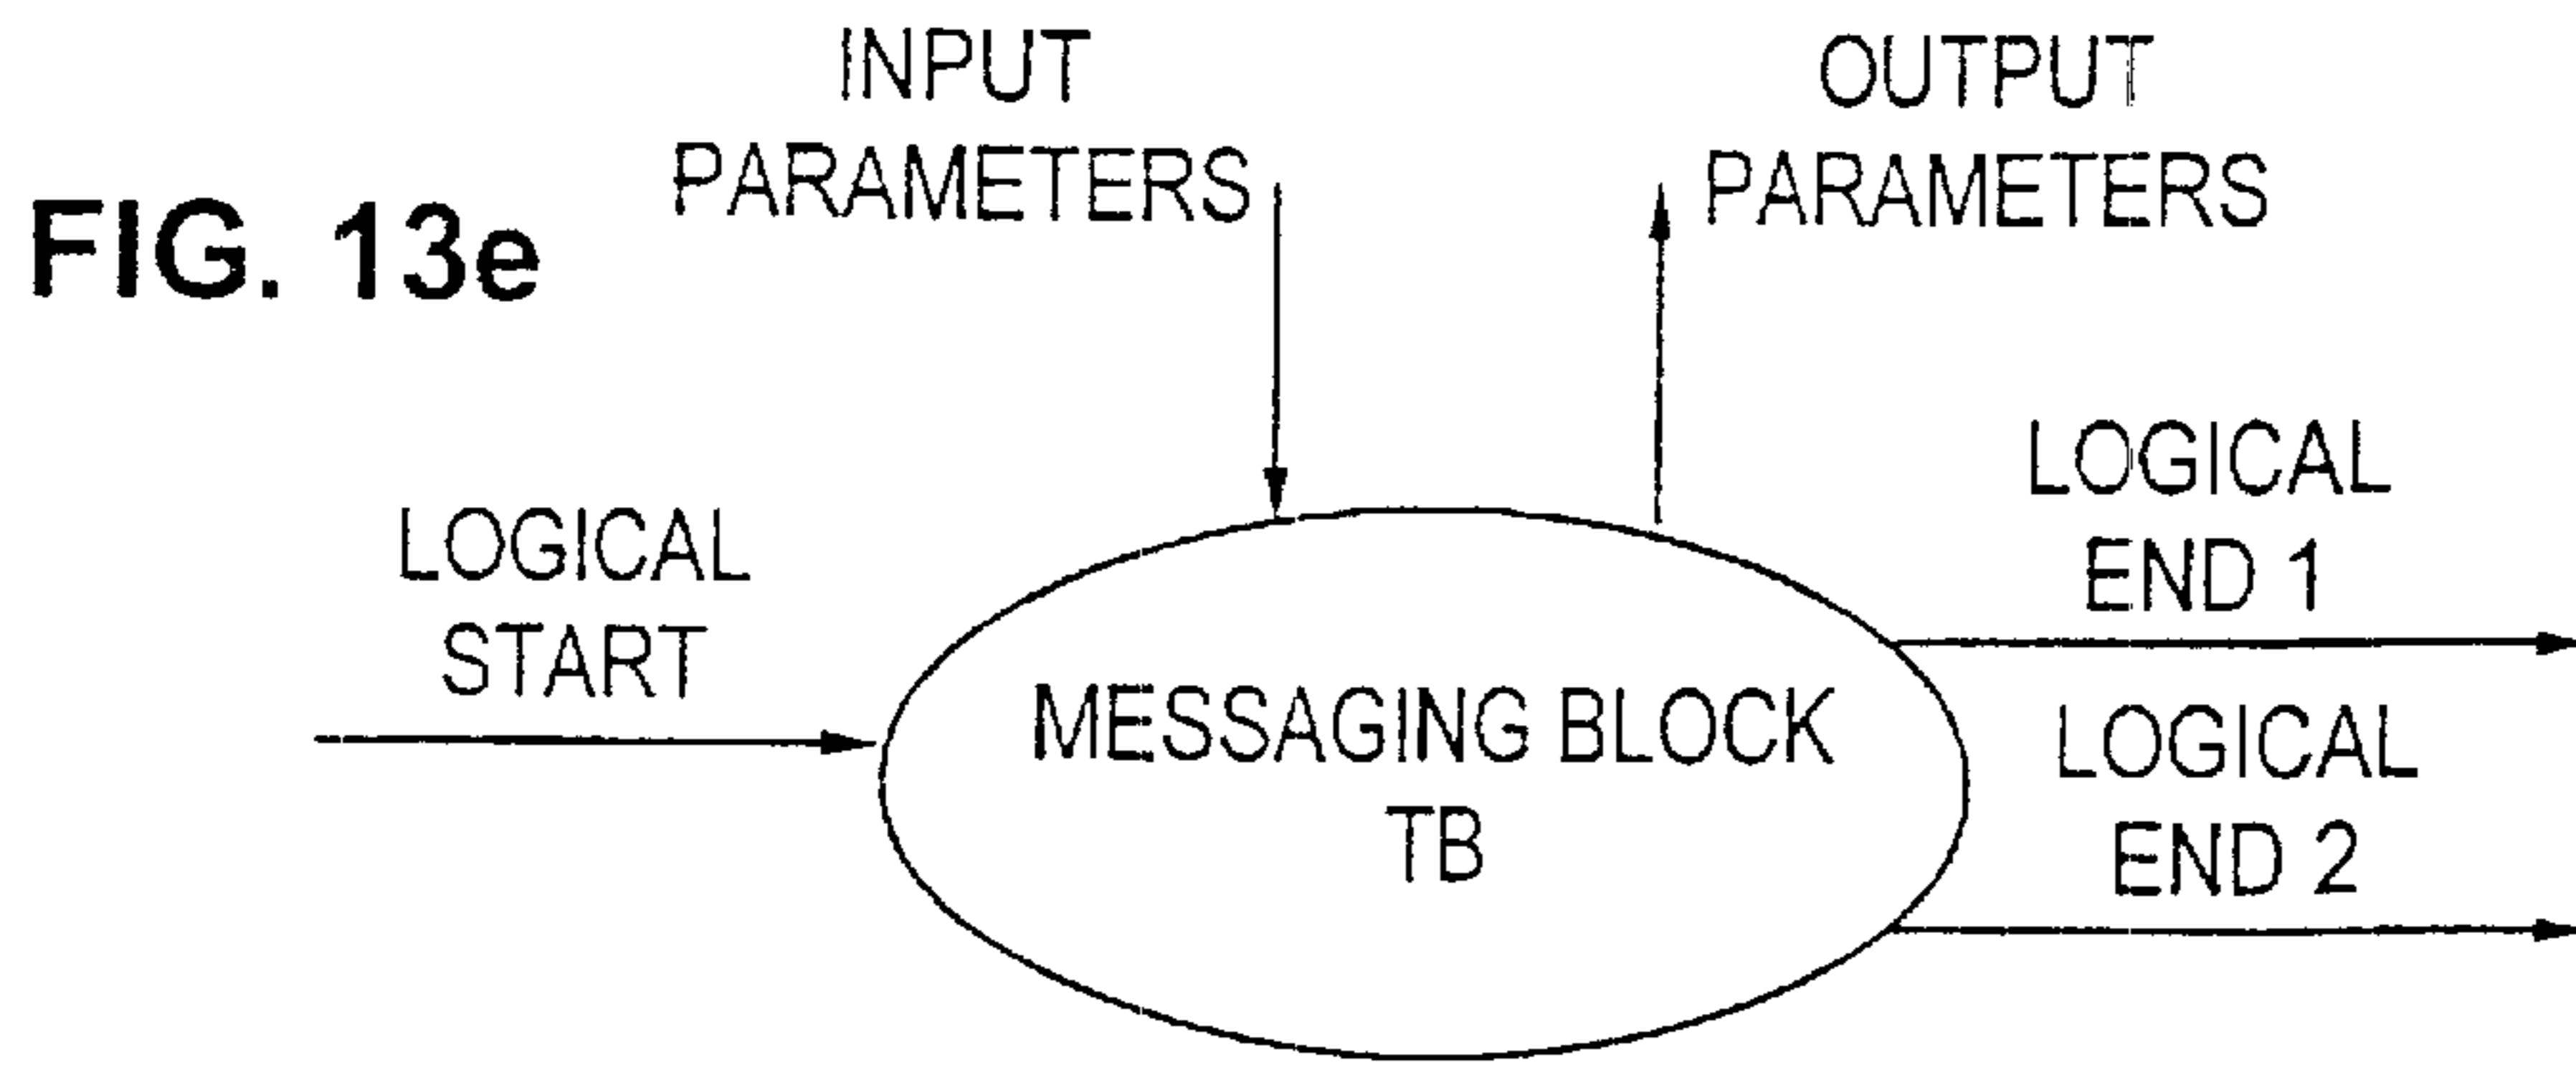 FIG. 13e
INPUT
PARAMETERS
OUTPUT
PARAMETERS
LOGICAL
START
MESSAGING BLOCK
TB
LOGICAL
END 1
LOGICAL
END 2